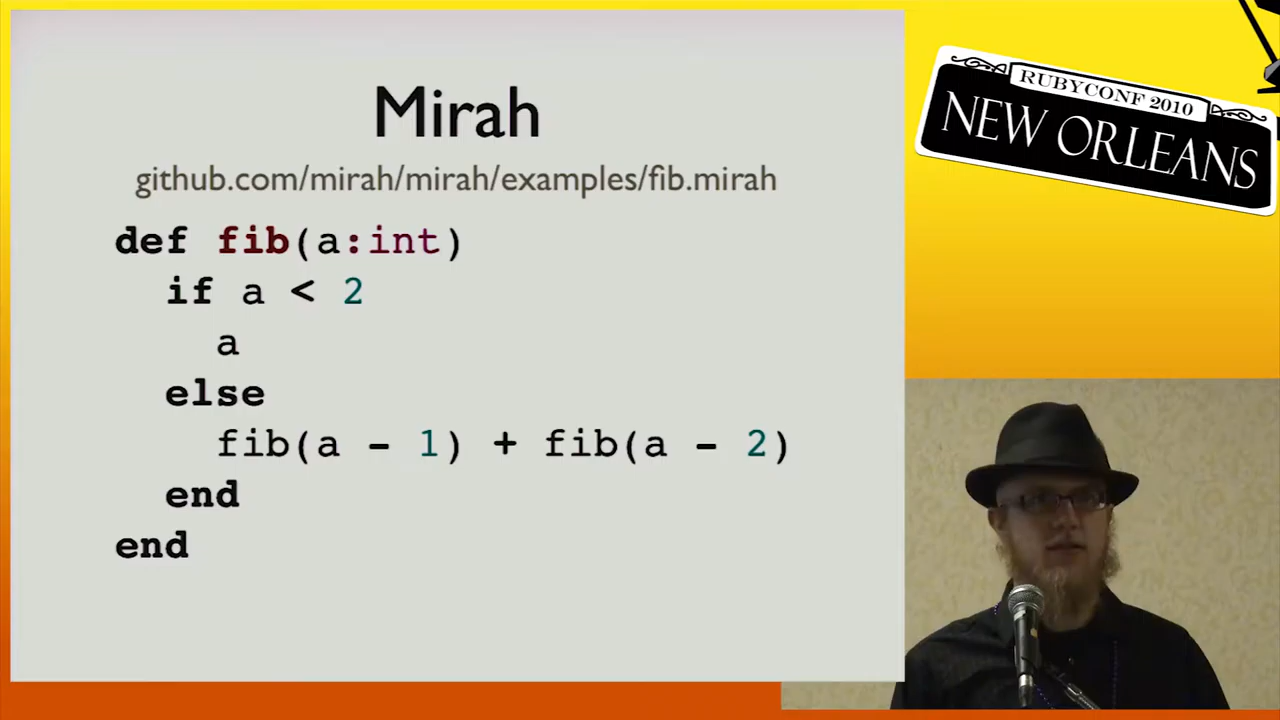 Mirah
github.com/mirah/mirah/examples/fib.mirah
def fib(a:int)
  if a < 2
    a
  else
    fib(a - 1) + fib(a - 2)
  end
end
RUBYCONF 2010
NEW ORLEANS